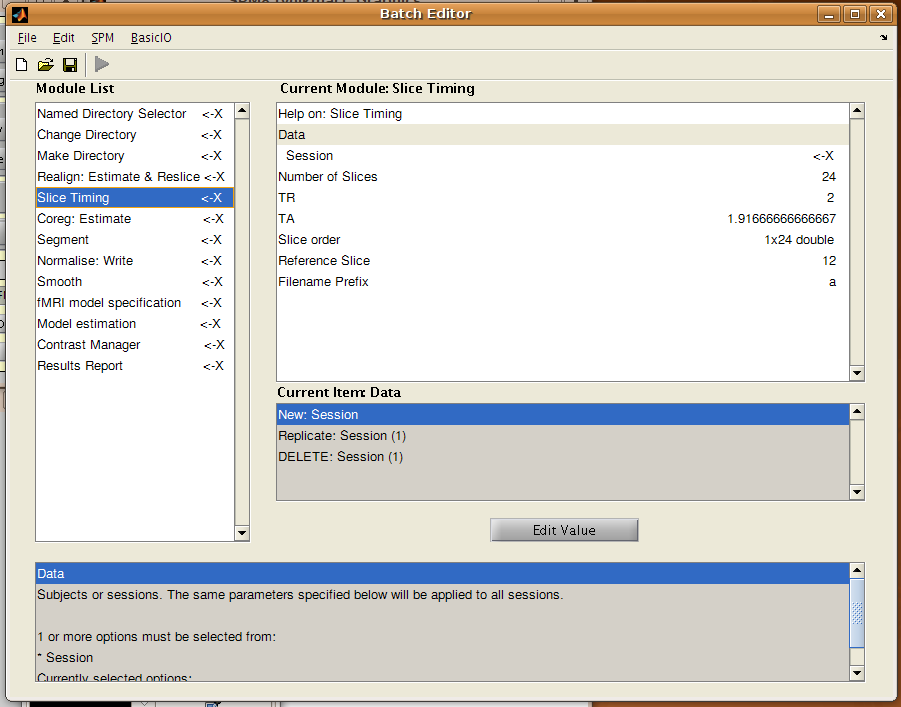 Batch Editor
File Edit SPM BasicIO
Module List
Current Module: Slice Timing
Named Directory Selector <-X
Change Directory <-X
Make Directory <-X
Realign: Estimate & Reslice <-X
Slice Timing <-X
Coreg: Estimate <-X
Segment <-X
Normalise: Write <-X
Smooth <-X
fMRI model specification <-X
Model estimation <-X
Contrast Manager <-X
Results Report <-X
Help on: Slice Timing
Data
Session <-X
Number of Slices 24
TR 2
TA 1.91666666666667
Slice order 1x24 double
Reference Slice 12
Filename Prefix a
Current Item: Data
New: Session
Replicate: Session (1)
DELETE: Session (1)
Edit Value
Data
Subjects or sessions. The same parameters specified below will be applied to all sessions.
1 or more options must be selected from:
* Session
Currently selected options: